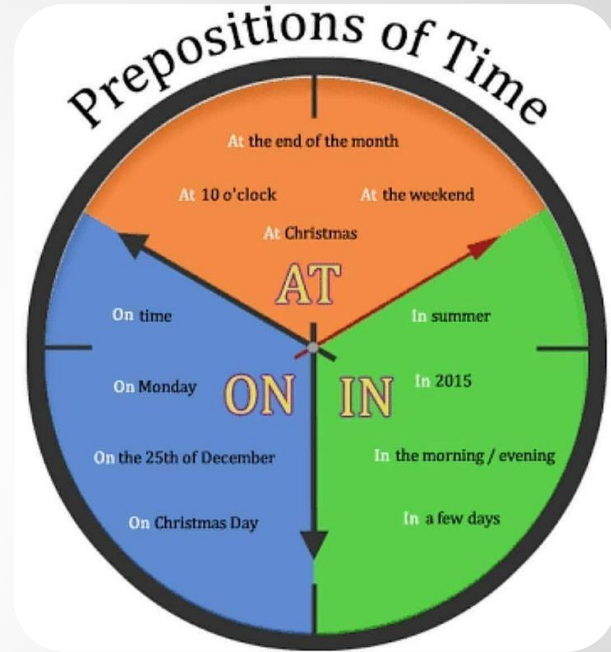 Prepositions of Time
At the end of the month
At 10 o'clock
At the weekend
At Christmas
AT
On time
On Monday
On the 25th of December
On Christmas Day
ON
IN
In summer
In 2015
In the morning / evening
In a few days